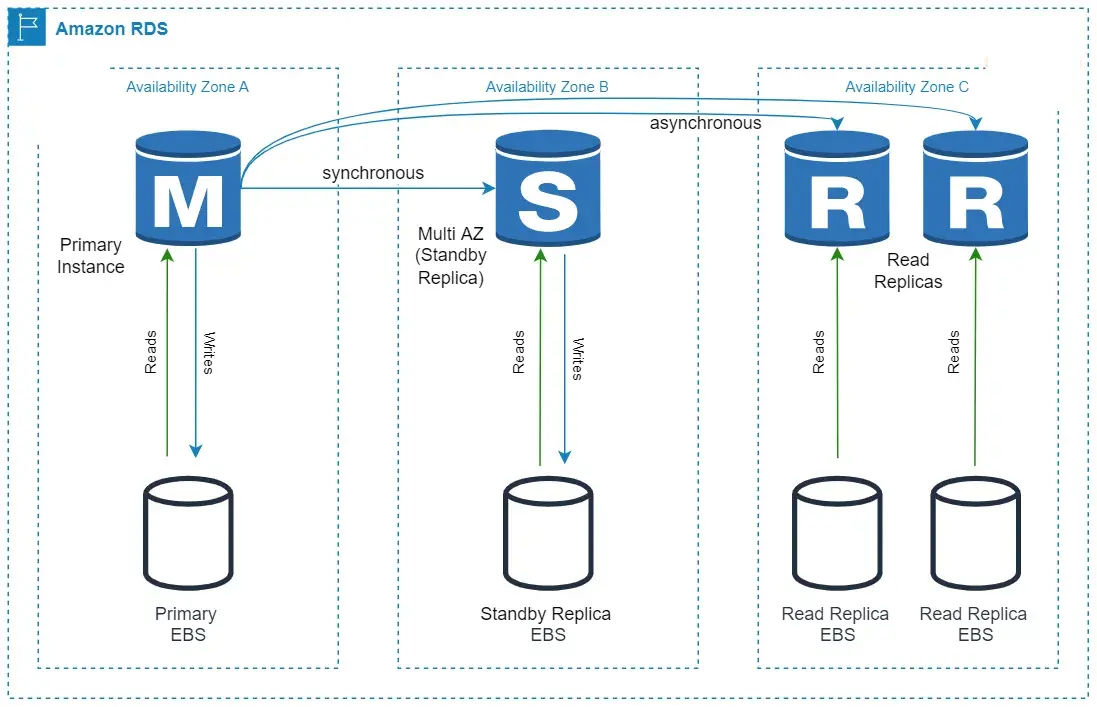 Amazon RDS
Availability Zone A
Availability Zone B
Availability Zone C
asynchronous
synchronous
M
S
R
R
Primary
Instance
Multi AZ
(Standby
Replica)
Read
Replicas
Reads
Writes
Reads
Writes
Reads
Reads
Primary
EBS
Standby Replica
EBS
Read Replica
EBS
Read Replica
EBS